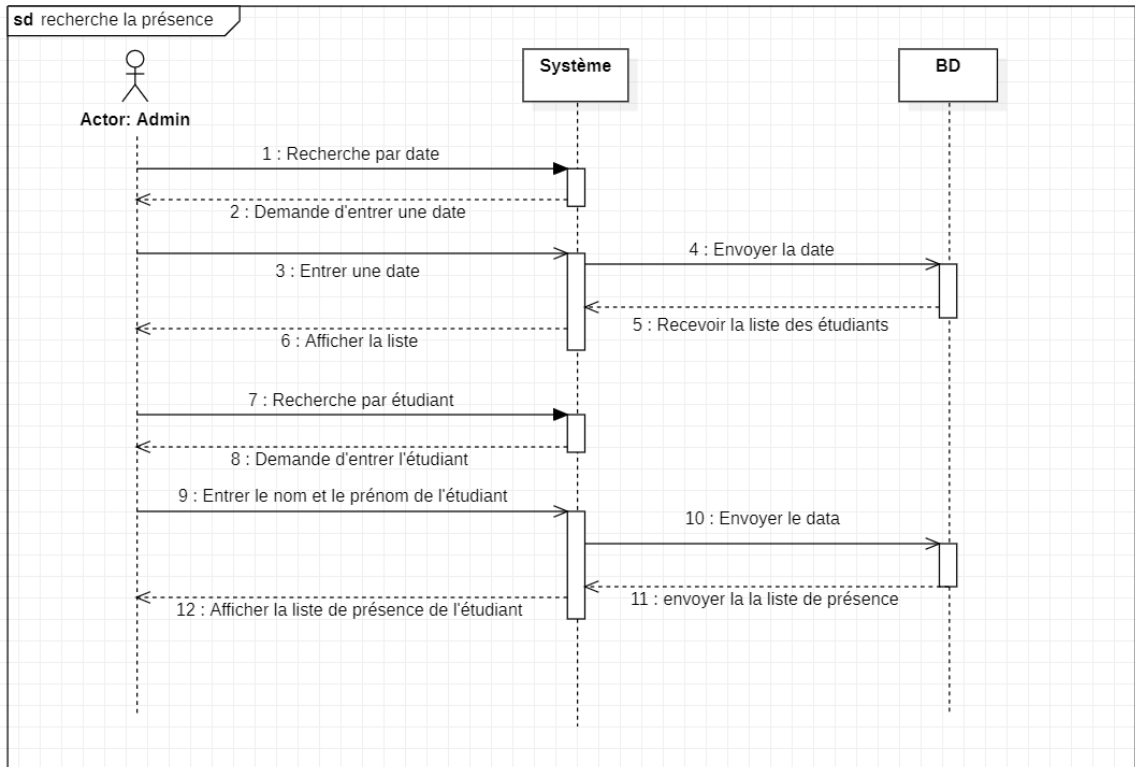 sd recherche la présence
Actor: Admin
Système
BD
1 : Recherche par date
2 : Demande d'entrer une date
3 : Entrer une date
4 : Envoyer la date
5 : Recevoir la liste des étudiants
6 : Afficher la liste
7 : Recherche par étudiant
8 : Demande d'entrer l'étudiant
9 : Entrer le nom et le prénom de l'étudiant
10 : Envoyer le data
11 : envoyer la la liste de présence
12 : Afficher la liste de présence de l'étudiant